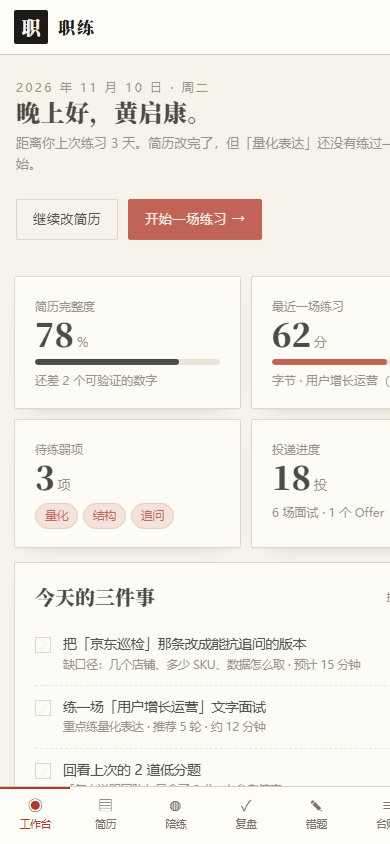 职 职练
2026 年 11 月 10 日 · 周二
晚上好，黄启康。
距离你上次练习 3 天。简历改完了，但「量化表达」还没有练过一
始。
继续改简历 开始一场练习 →
简历完整度
78 %
还差 2 个可验证的数字
最近一场练习
62 分
字节 · 用户增长运营（
待练弱项
3 项
量化 结构 追问
投递进度
18 投
6 场面试 · 1 个 Offer
今天的三件事
把「京东巡检」那条改成能抗追问的版本
缺口径：几个店铺、多少 SKU、数据怎么取 · 预计 15 分钟
练一场「用户增长运营」文字面试
重点练量化表达 · 推荐 5 轮 · 约 12 分钟
回看上次的 2 道低分题
工作台 简历 陪练 复盘 错题 台